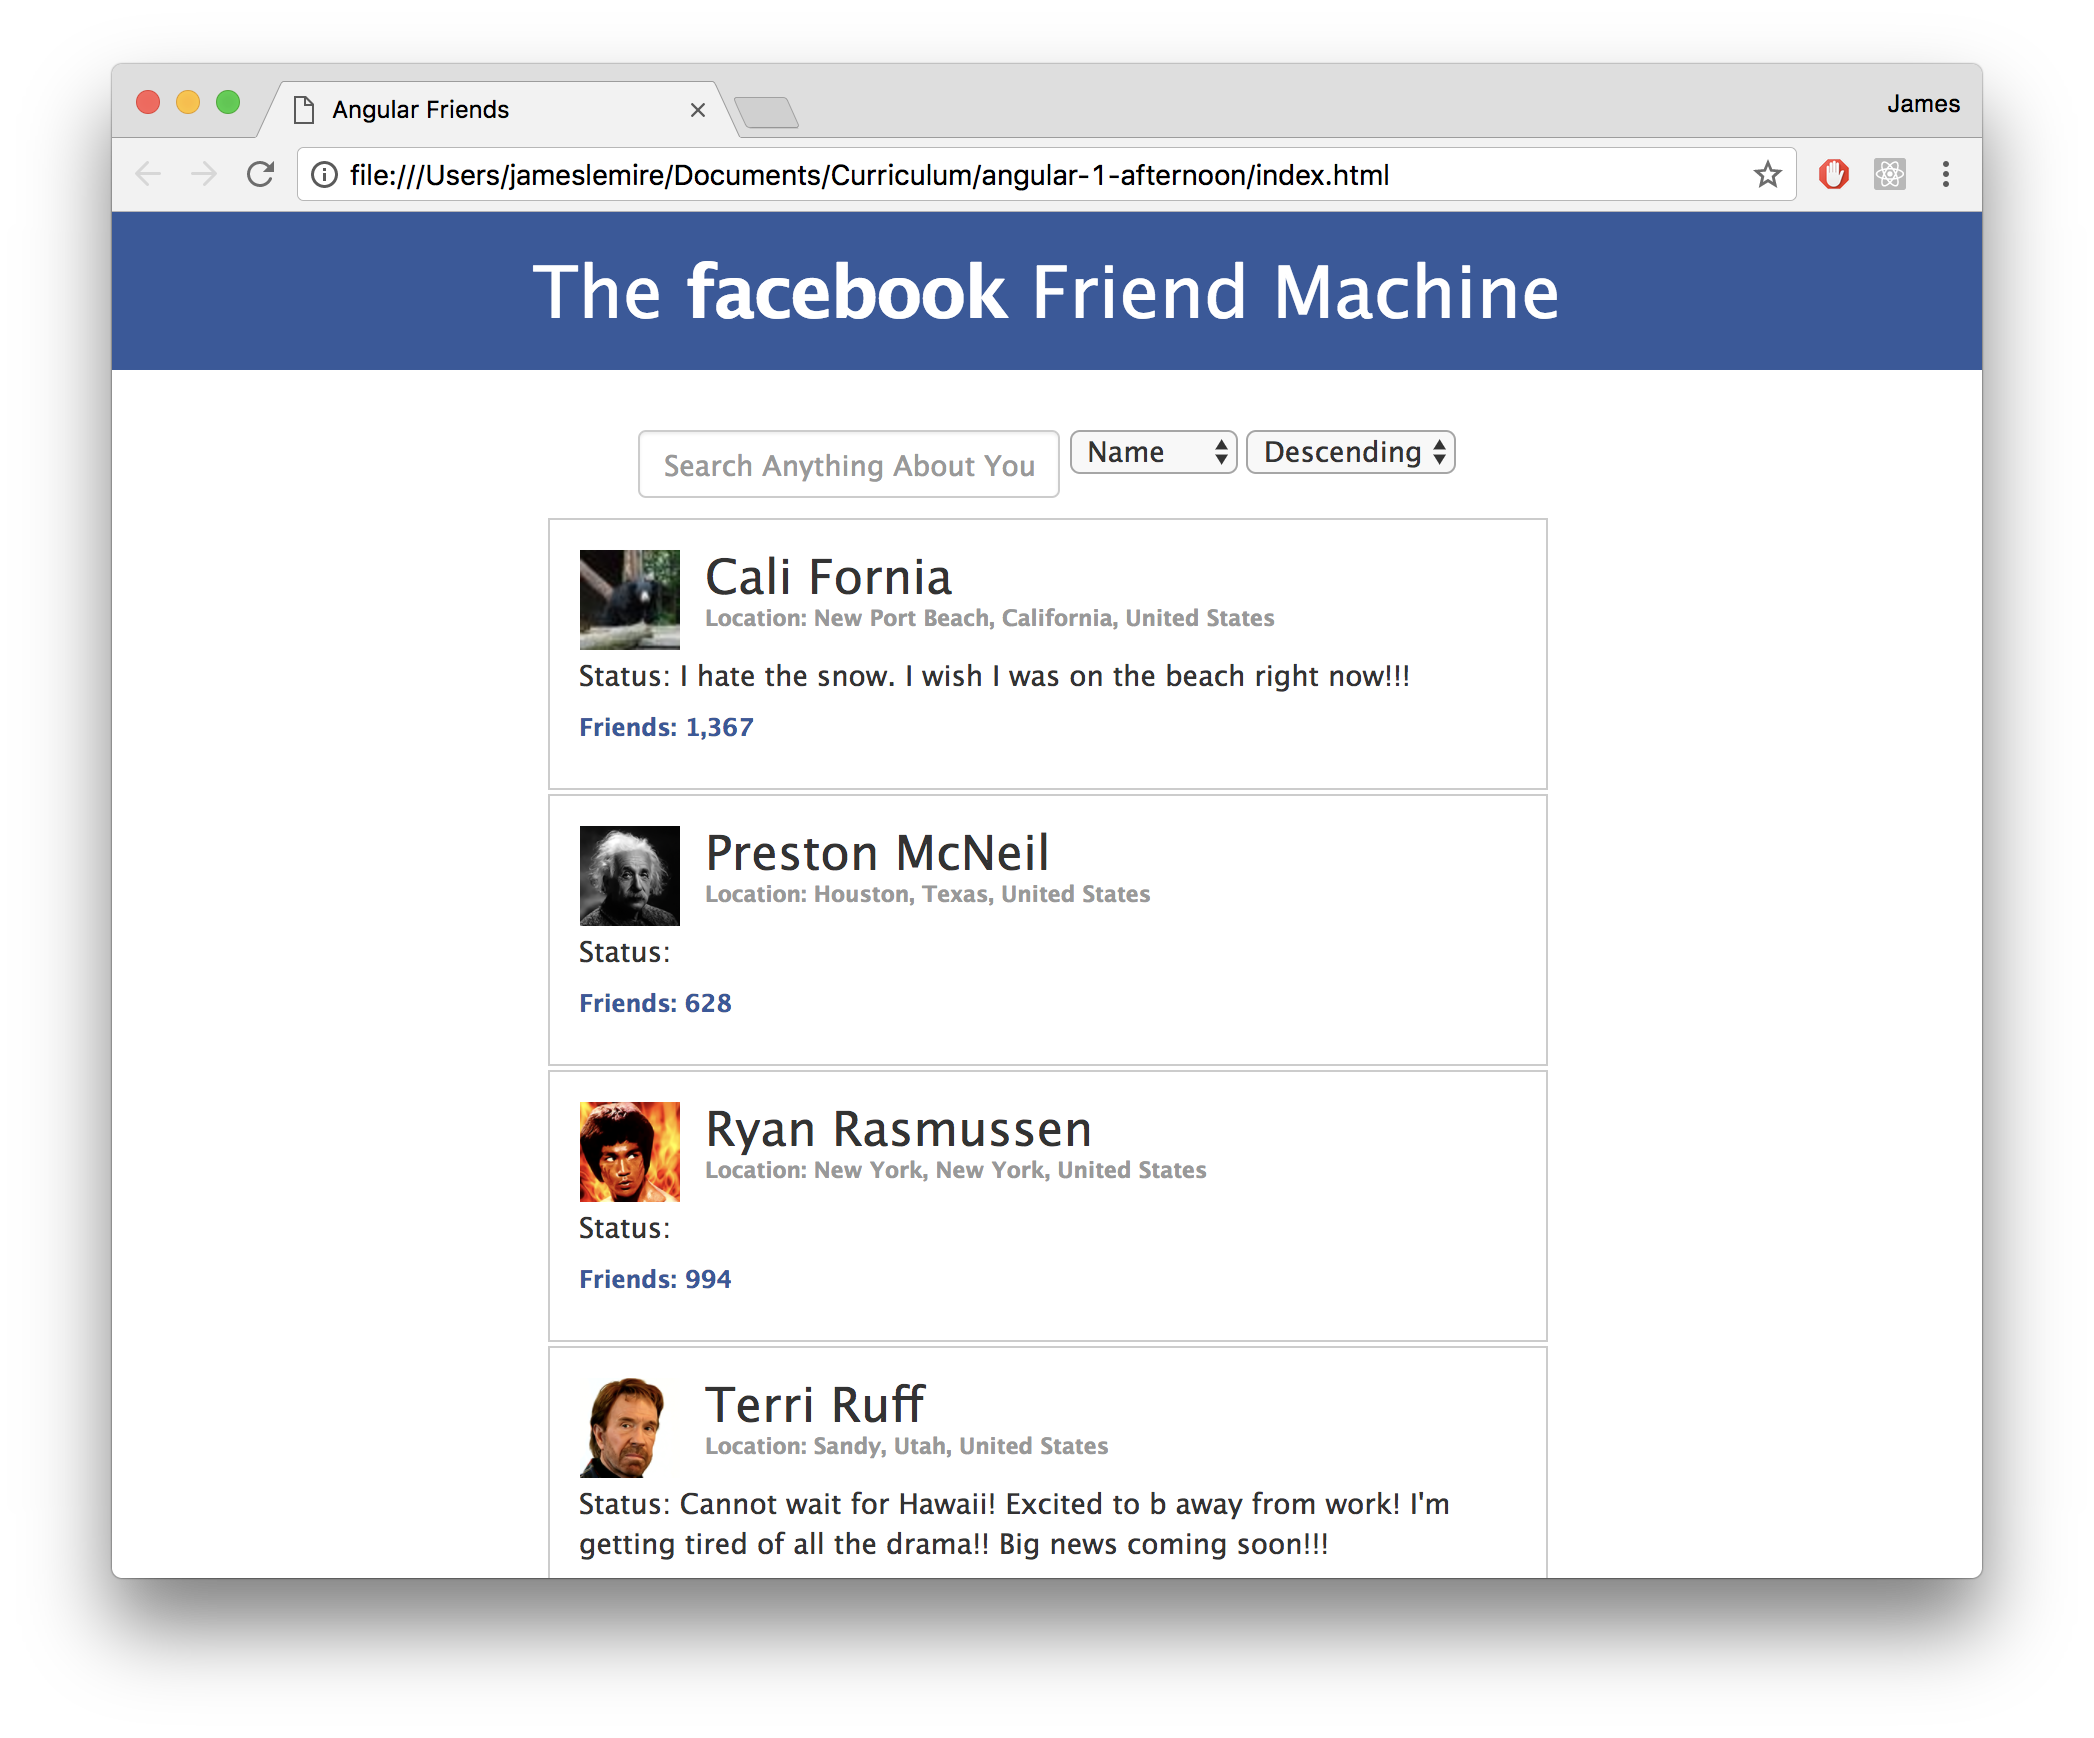 Angular Friends
James
file:///Users/jameslemire/Documents/Curriculum/angular-1-afternoon/index.html
The facebook Friend Machine
Search Anything About You
Name
Descending
Cali Fornia
Location: New Port Beach, California, United States
Status: I hate the snow. I wish I was on the beach right now!!!
Friends: 1,367
Preston McNeil
Location: Houston, Texas, United States
Status:
Friends: 628
Ryan Rasmussen
Location: New York, New York, United States
Status:
Friends: 994
Terri Ruff
Location: Sandy, Utah, United States
Status: Cannot wait for Hawaii! Excited to b away from work! I'm
getting tired of all the drama!! Big news coming soon!!!